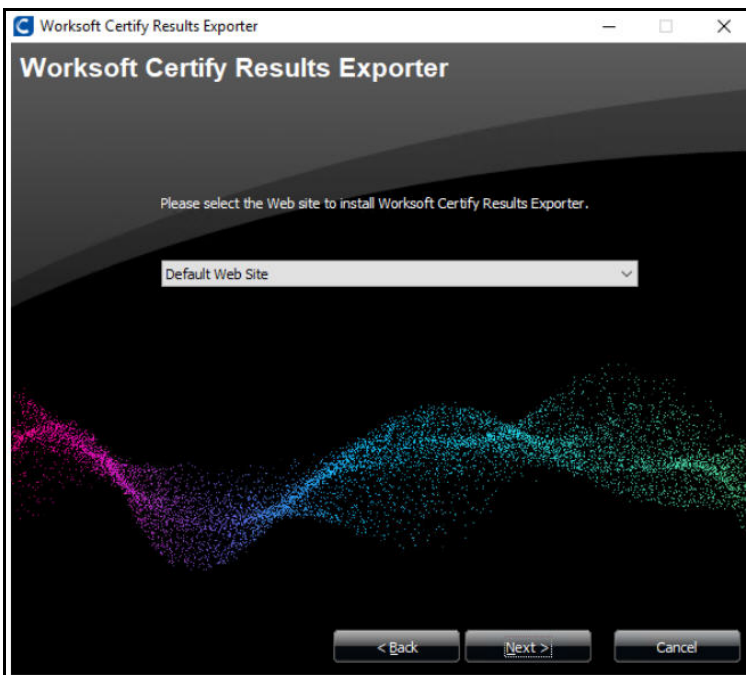 Worksoft Certify Results Exporter
Worksoft Certify Results Exporter
Please select the Web site to install Worksoft Certify Results Exporter.
Default Web Site
< Back
Next >
Cancel